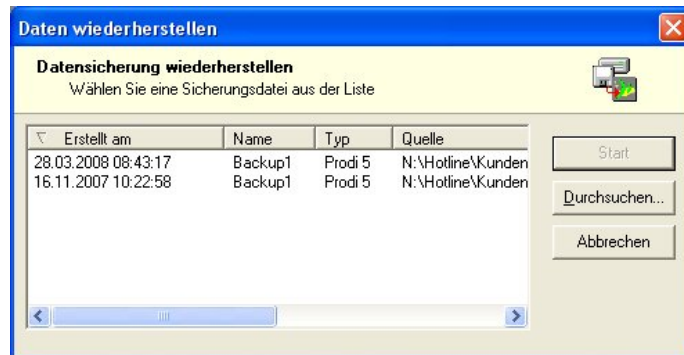 Daten wiederherstellen
Datensicherung wiederherstellen
Wählen Sie eine Sicherungsdatei aus der Liste
Erstellt am Name Typ Quelle
28.03.2008 08:43:17 Backup1 Prodi 5 N:\Hotline\Kunden
16.11.2007 10:22:58 Backup1 Prodi 5 N:\Hotline\Kunden
Start
Durchsuchen...
Abbrechen